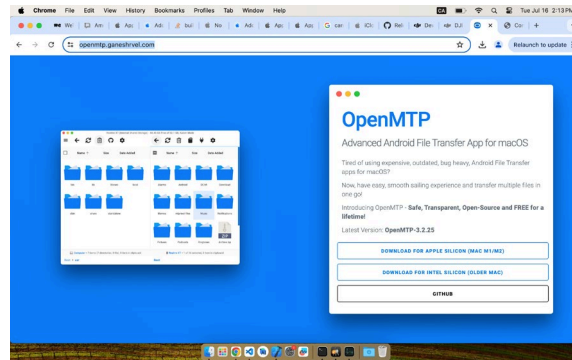 Chrome File Edit View History Bookmarks Profiles Tab Window Help CA Tue Jul 16 2:13PM
openmtp.ganeshrvel.com Relaunch to update
OpenMTP
Advanced Android File Transfer App for macOS
Tired of using expensive, outdated, bug heavy, Android File Transfer
apps for macOS?
Now, have easy, smooth sailing experience and transfer multiple files in
one go!
Introducing OpenMTP - Safe, Transparent, Open-Source and FREE for a
lifetime!
Latest Version: OpenMTP-3.2.25
DOWNLOAD FOR APPLE SILICON (MAC M1/M2)
DOWNLOAD FOR INTEL SILICON (OLDER MAC)
GITHUB